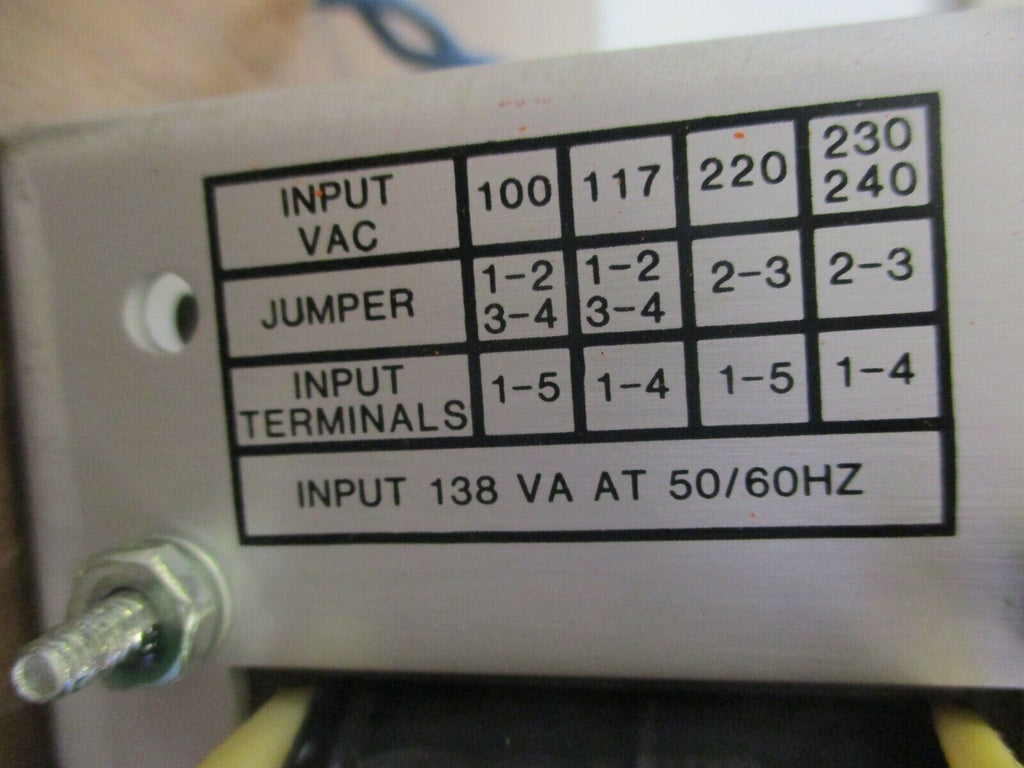 INPUT VAC 100 117 220 230 240
JUMPER 1-2 3-4 1-2 3-4 2-3 2-3
INPUT TERMINALS 1-5 1-4 1-5 1-4
INPUT 138 VA AT 50/60HZ